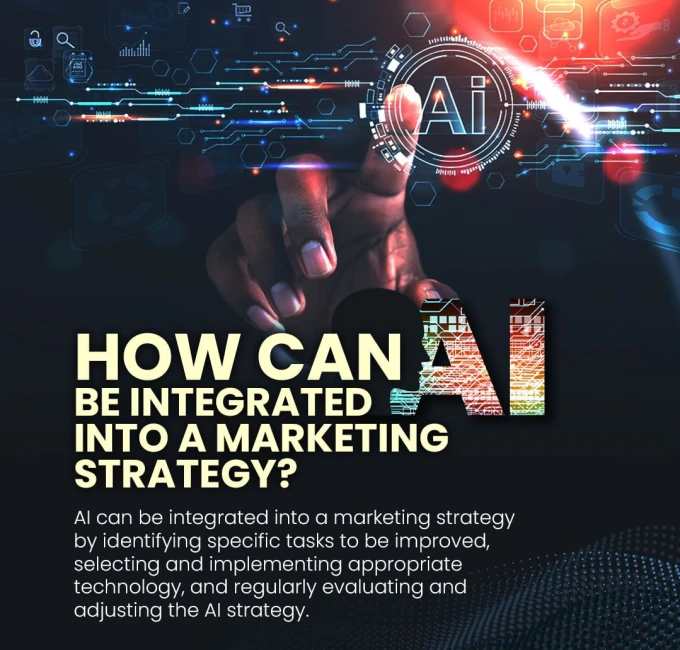 Ai
HOW CAN AI
BE INTEGRATED
INTO A MARKETING
STRATEGY?
AI can be integrated into a marketing strategy
by identifying specific tasks to be improved,
selecting and implementing appropriate
technology, and regularly evaluating and
adjusting the AI strategy.